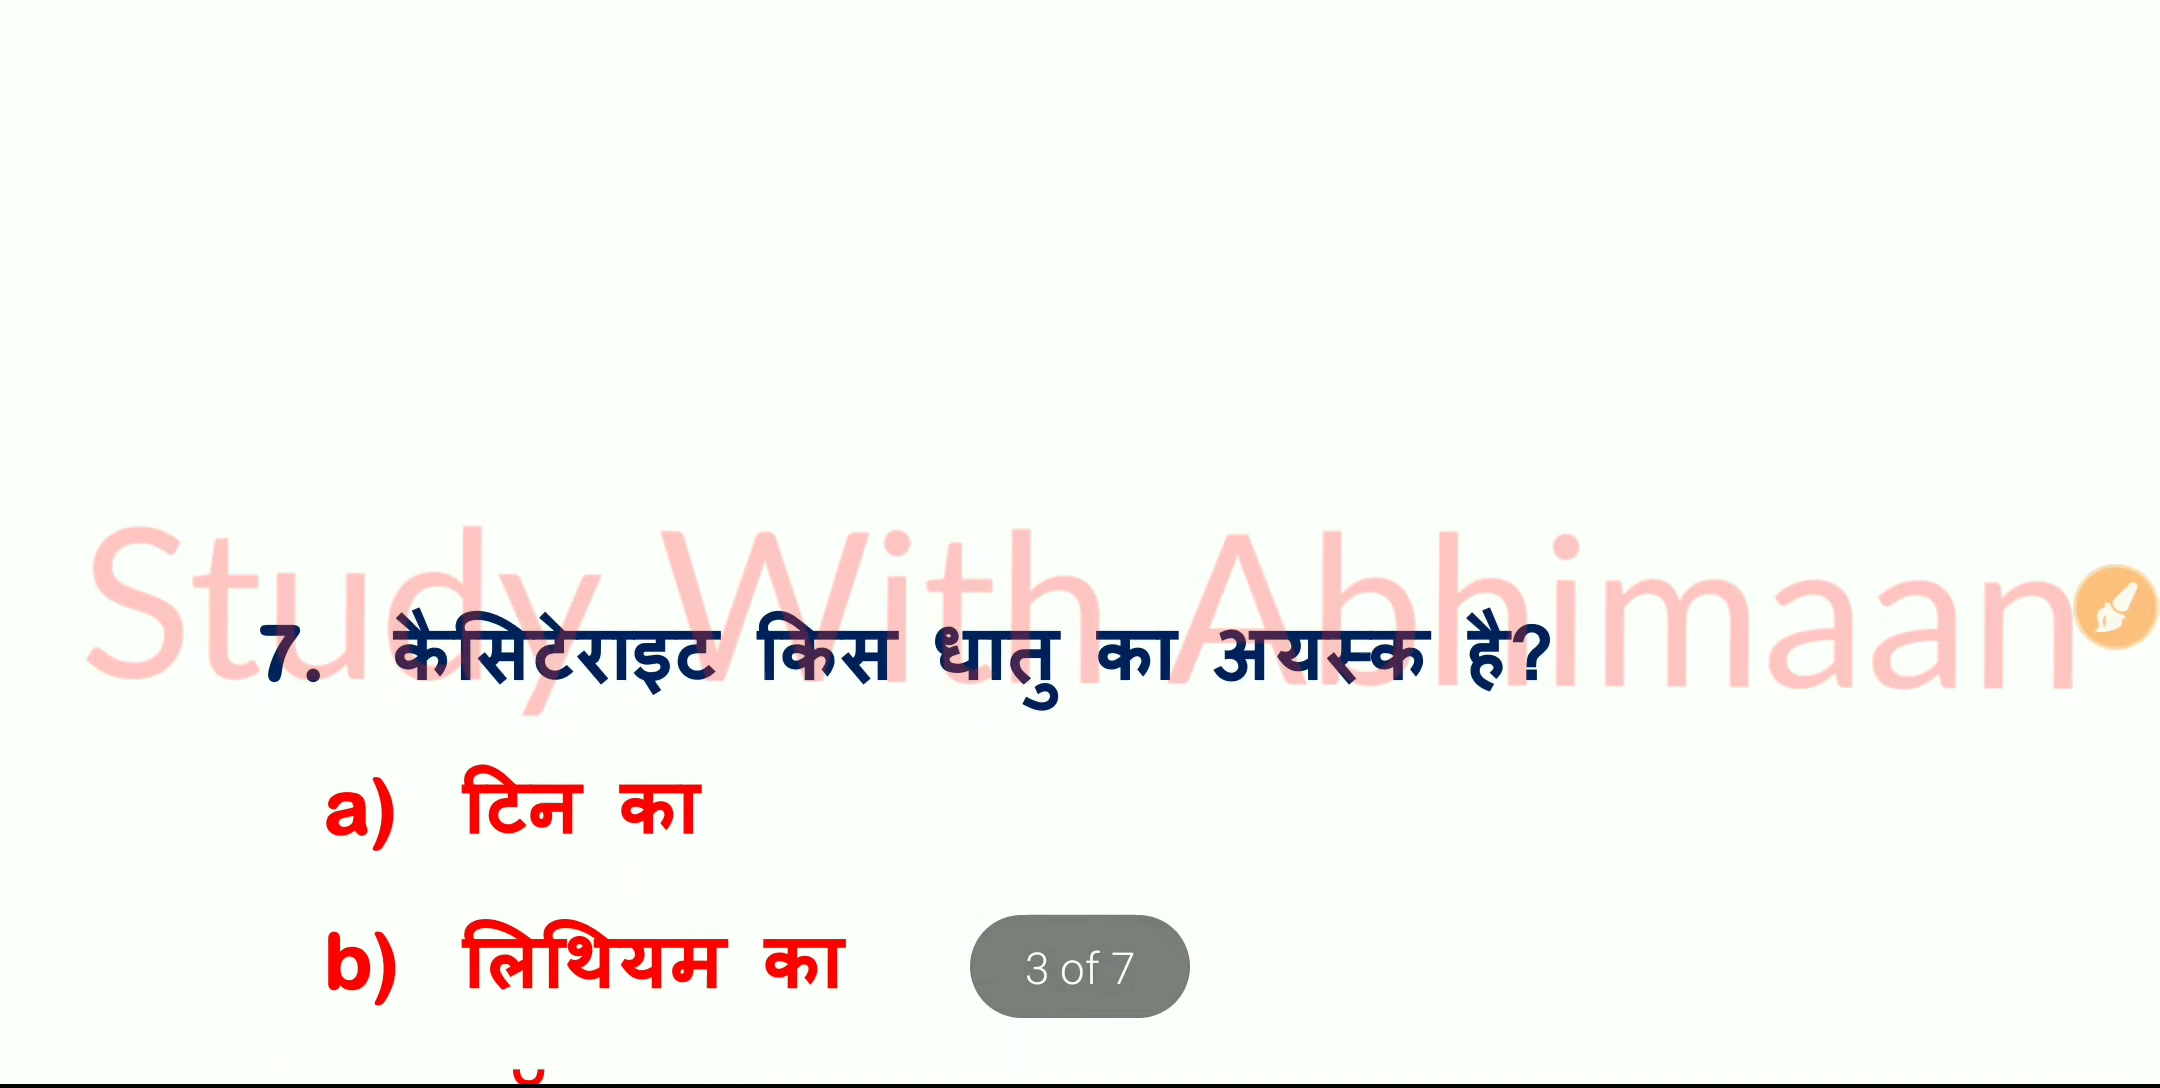 Study With Abhimaan
7. कैसिटेराइट किस धातु का अयस्क है?
a) टिन का
b) लिथियम का
3 of 7